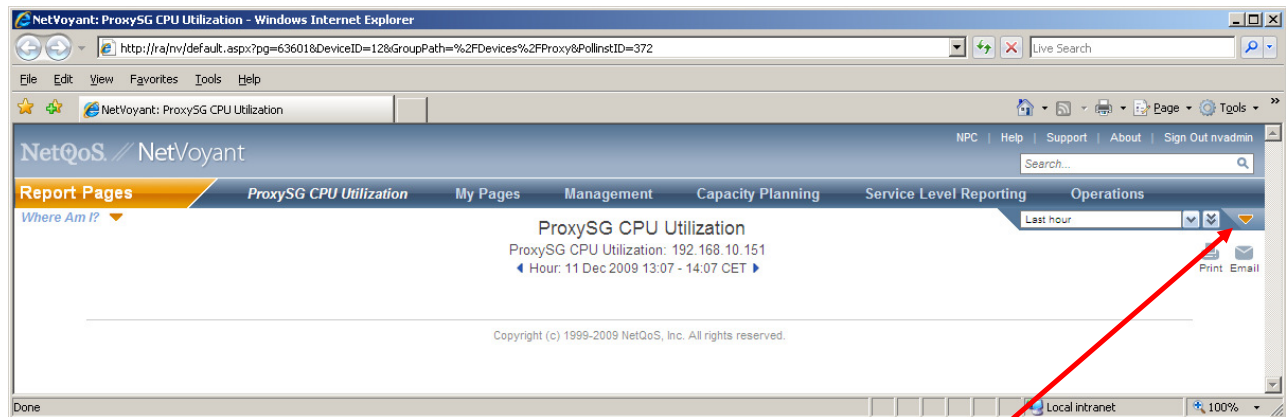 NetVoyant: ProxySG CPU Utilization - Windows Internet Explorer
http://ra/nv/default.aspx?pg=63601&DeviceID=12&GroupPath=%2FDevices%2FProxy&PollinstID=372
Live Search
File Edit View Favorites Tools Help
NetVoyant: ProxySG CPU Utilization
Page Tools
NPC | Help | Support | About | Sign Out nvadmin
NetQoS // NetVoyant
Search...
Report Pages ProxySG CPU Utilization My Pages Management Capacity Planning Service Level Reporting Operations
Where Am I? Last hour
ProxySG CPU Utilization
ProxySG CPU Utilization: 192.168.10.151
Hour: 11 Dec 2009 13:07 - 14:07 CET
Print Email
Copyright (c) 1999-2009 NetQoS, Inc. All rights reserved.
Done Local intranet 100%